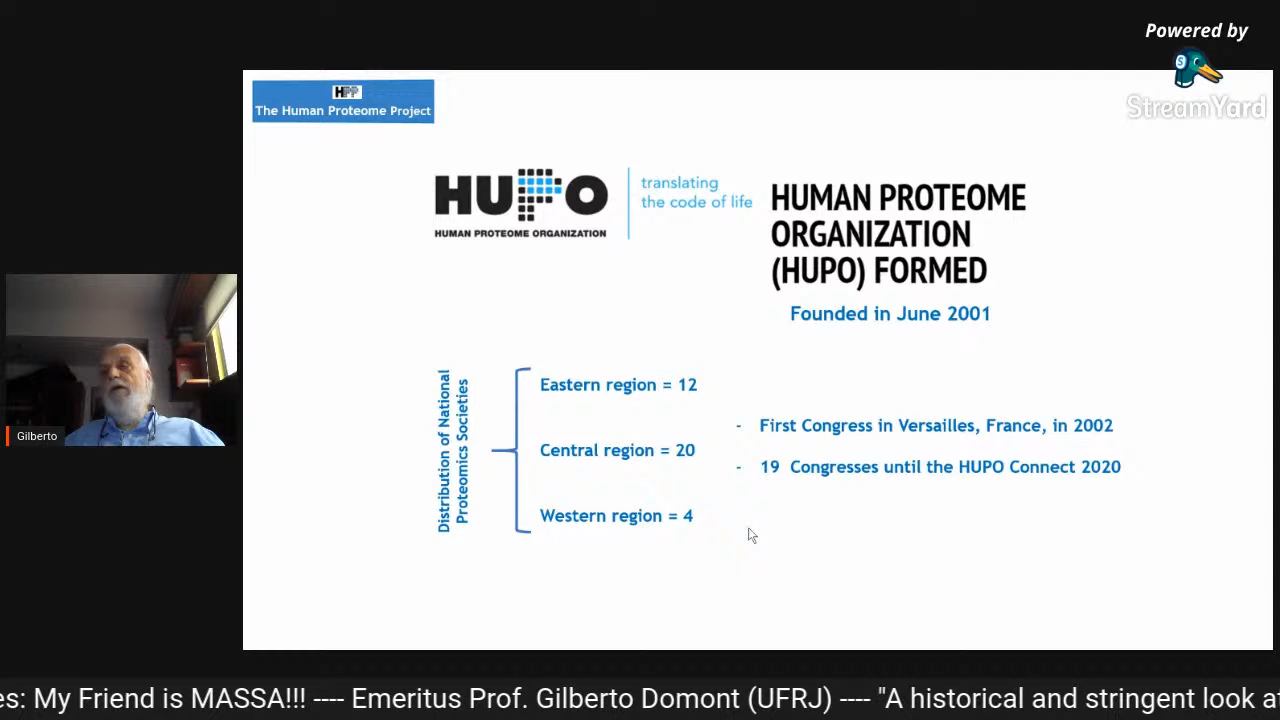 Powered by
StreamYard
HPP
The Human Proteome Project
HUPO
HUMAN PROTEOME ORGANIZATION
translating
the code of life
HUMAN PROTEOME
ORGANIZATION
(HUPO) FORMED
Founded in June 2001
Distribution of National
Proteomics Societies
Eastern region = 12
Central region = 20
Western region = 4
- First Congress in Versailles, France, in 2002
- 19 Congresses until the HUPO Connect 2020
Gilberto
es: My Friend is MASSA!!! ---- Emeritus Prof. Gilberto Domont (UFRJ) ---- "A historical and stringent look at